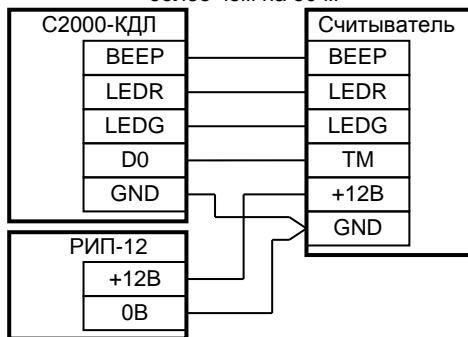 С2000-КДЛ
BEEP
LEDR
LEDG
D0
GND
РИП-12
+12В
0В
Считыватель
BEEP
LEDR
LEDG
TM
+12В
GND